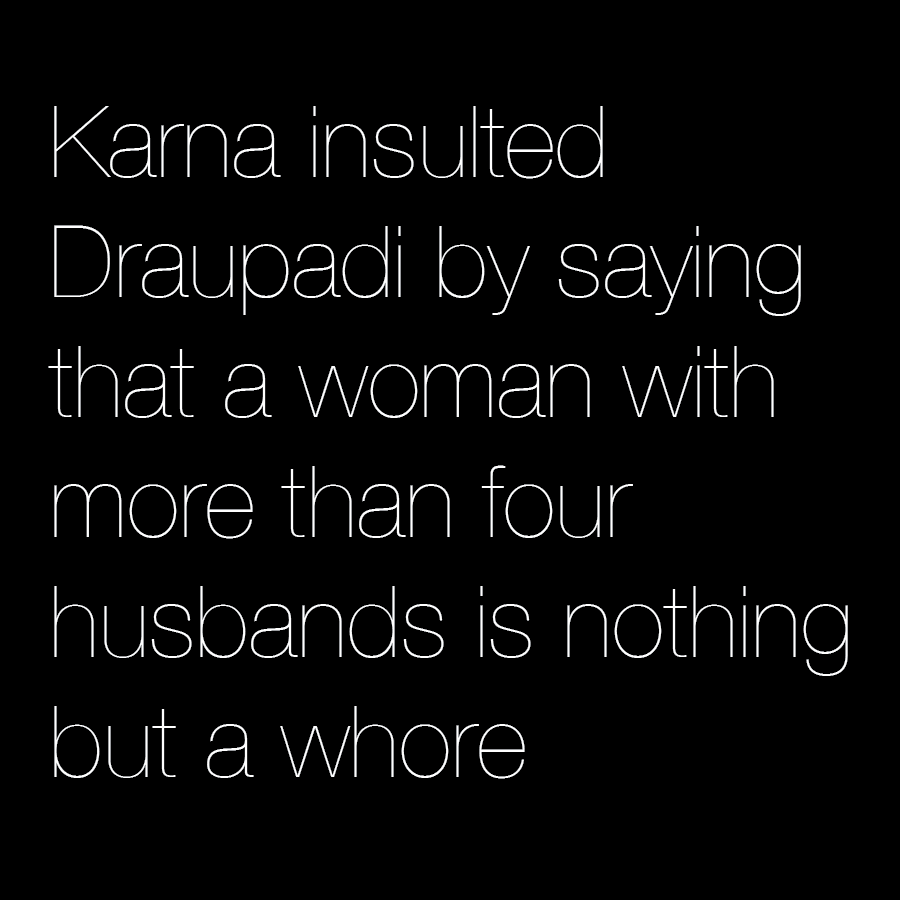 Karna insulted
Draupadi by saying
that a woman with
more than four
husbands is nothing
but a whore